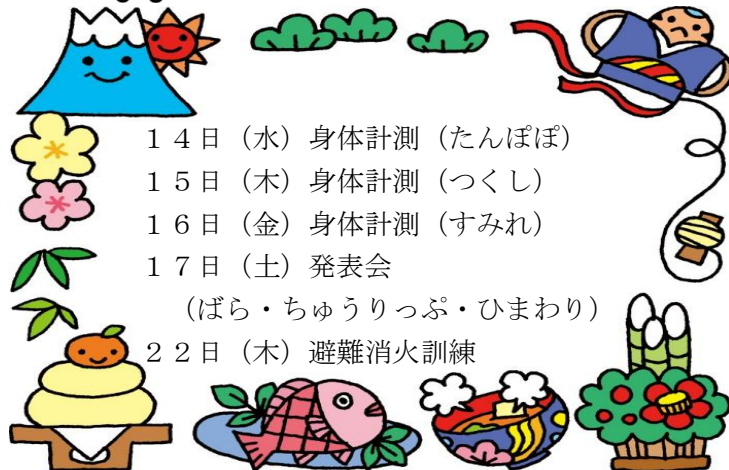 １４日（水）身体計測（たんぽぽ）
１５日（木）身体計測（つくし）
１６日（金）身体計測（すみれ）
１７日（土）発表会
（ばら・ちゅうりっぷ・ひまわり）
２２日（木）避難消火訓練